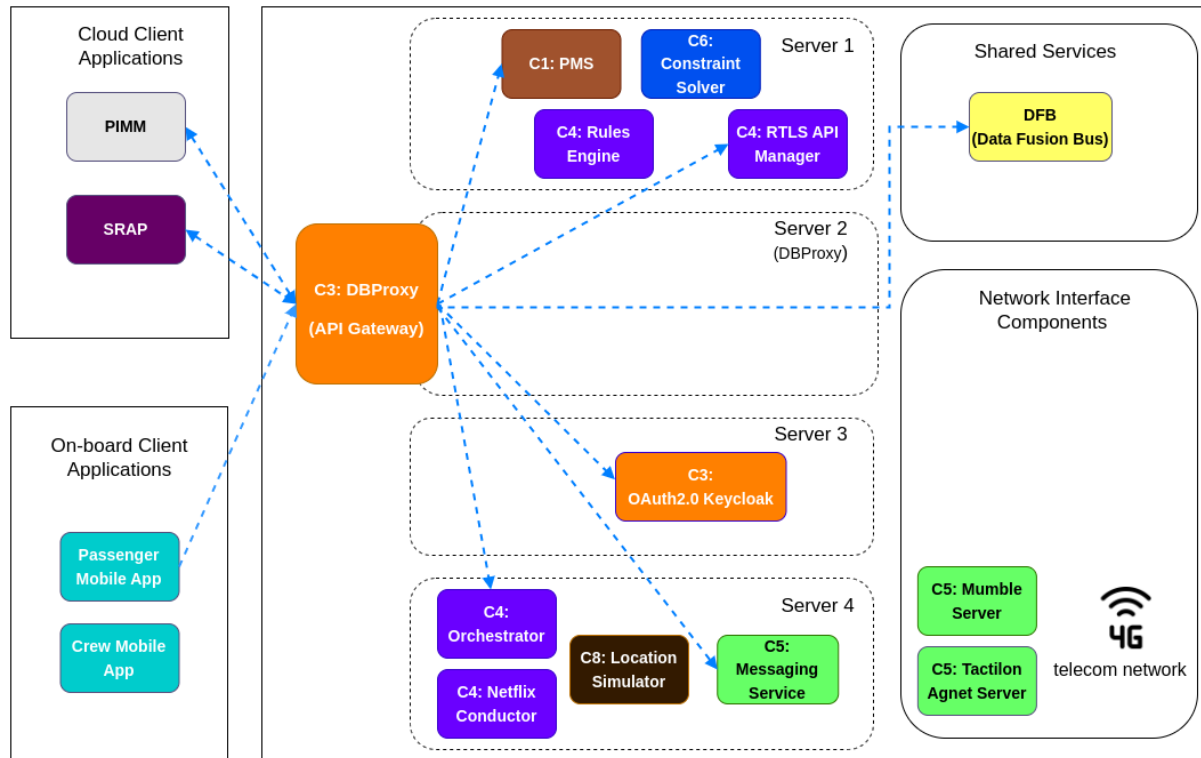 Cloud Client
Applications
PIMM
SRAP
On-board Client
Applications
Passenger
Mobile App
Crew Mobile
App
C3: DBProxy
(API Gateway)
Server 1
C1: PMS
C6:
Constraint
Solver
C4: Rules
Engine
C4: RTLS API
Manager
Server 2
(DBProxy)
Server 3
C3:
OAuth2.0 Keycloak
Server 4
C4:
Orchestrator
C4: Netflix
Conductor
C8: Location
Simulator
C5:
Messaging
Service
Shared Services
DFB
(Data Fusion Bus)
Network Interface
Components
C5: Mumble
Server
C5: Tactilon
Agnet Server
4G
telecom network